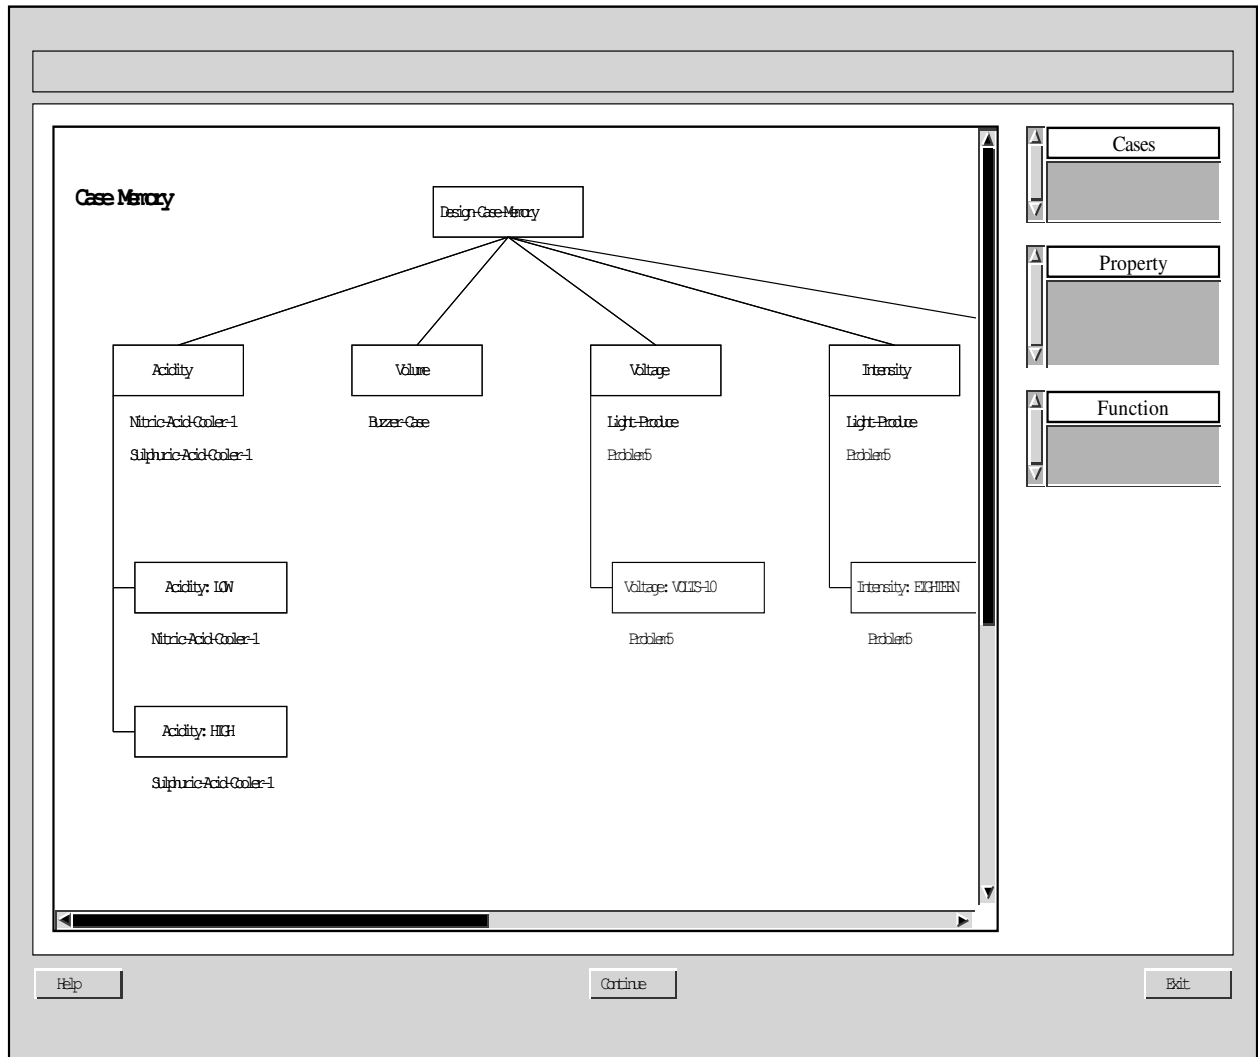 Cases
Case Memory
Design-Case-Memory
Property
Acidity
Volume
Voltage
Intensity
Function
Nitric-Acid-Cooler-1
Buzzer-Case
Light-Produce
Light-Produce
Sulphuric-Acid-Cooler-1
Problem5
Problem5
Acidity: LOW
Voltage: VOLTS-10
Intensity: EIGHTEEN
Nitric-Acid-Cooler-1
Problem5
Problem5
Acidity: HIGH
Sulphuric-Acid-Cooler-1
Help
Continue
Exit